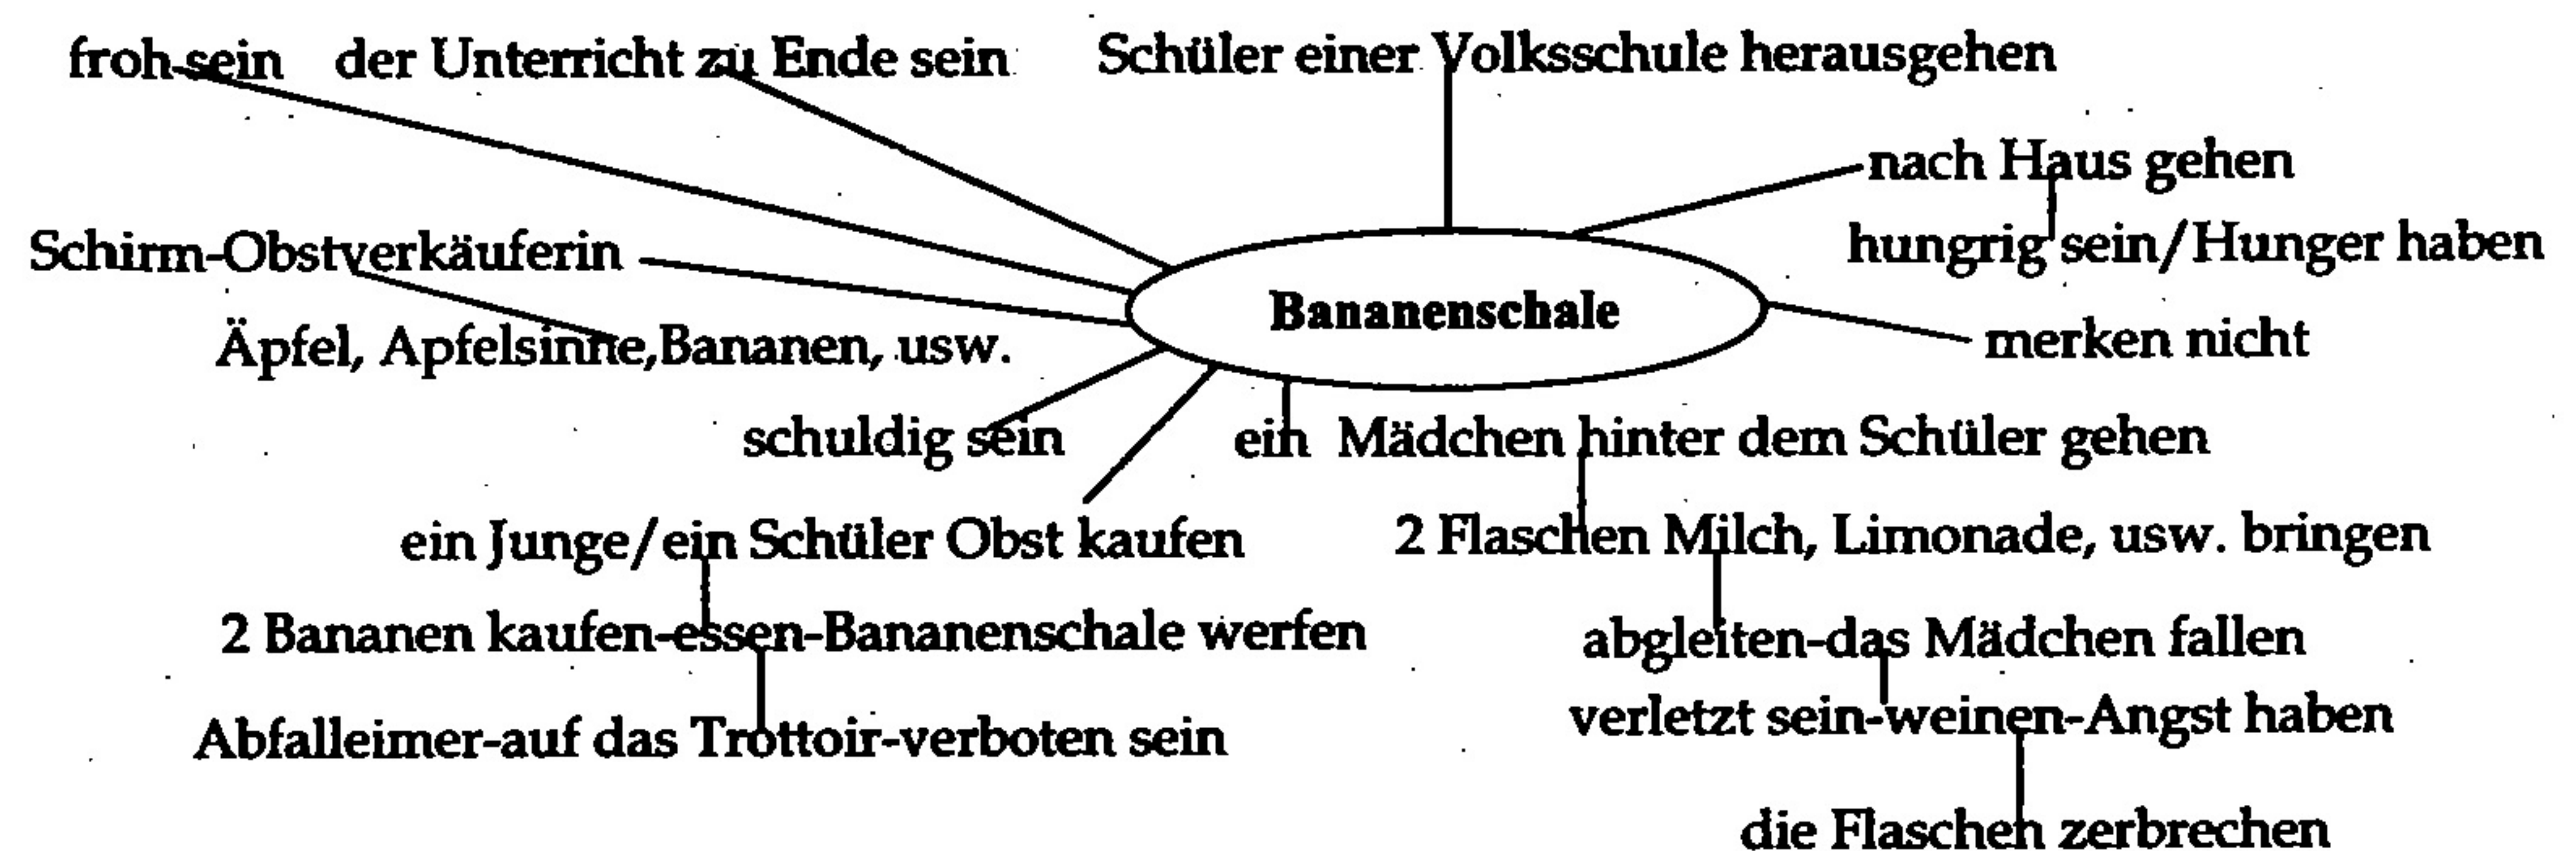 froh sein der Unterricht zu Ende sein Schüler einer Volksschule herausgehen
nach Haus gehen
Schirm-Obstverkäuferin
hungrig sein/Hunger haben
Bananenschale
Äpfel, Apfelsinne,Bananen, usw.
merken nicht
schuldig sein
ein Mädchen hinter dem Schüler gehen
ein Junge/ein Schüler Obst kaufen
2 Flaschen Milch, Limonade, usw. bringen
2 Bananen kaufen-essen-Bananenschale werfen
abgleiten-das Mädchen fallen
Abfalleimer-auf das Trottoir-verboten sein
verletzt sein-weinen-Angst haben
die Flaschen zerbrechen